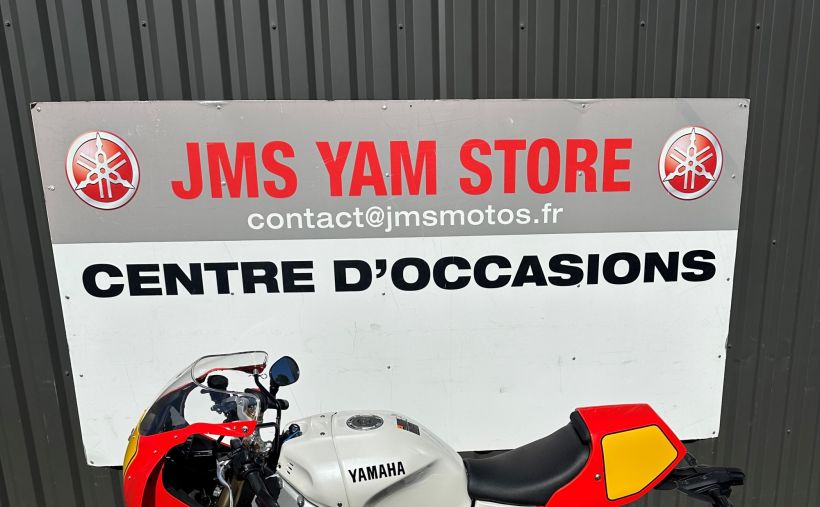 JMS YAM STORE
contact@jmsmotos.fr
CENTRE D'OCCASIONS
YAMAHA